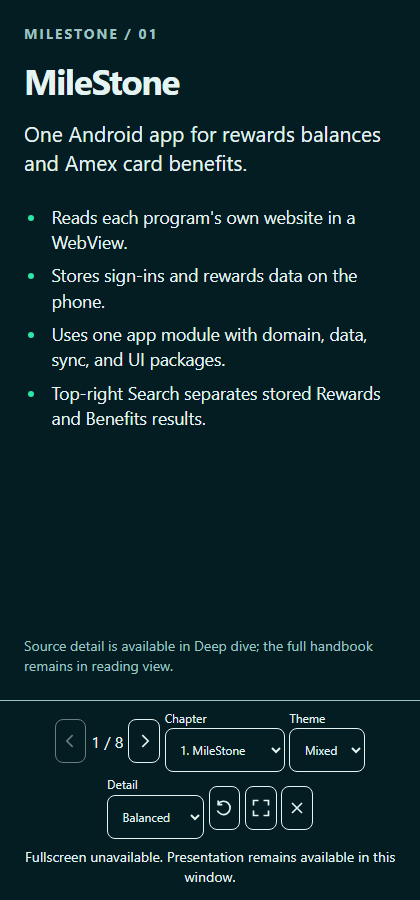 MILESTONE / 01
MileStone
One Android app for rewards balances
and Amex card benefits.
Reads each program's own website in a
WebView.
Stores sign-ins and rewards data on the
phone.
Uses one app module with domain, data,
sync, and UI packages.
Top-right Search separates stored Rewards
and Benefits results.
Source detail is available in Deep dive; the full handbook
remains in reading view.
Chapter
Theme
1 / 8
1. MileStone
Mixed
Detail
Balanced
Fullscreen unavailable. Presentation remains available in this
window.